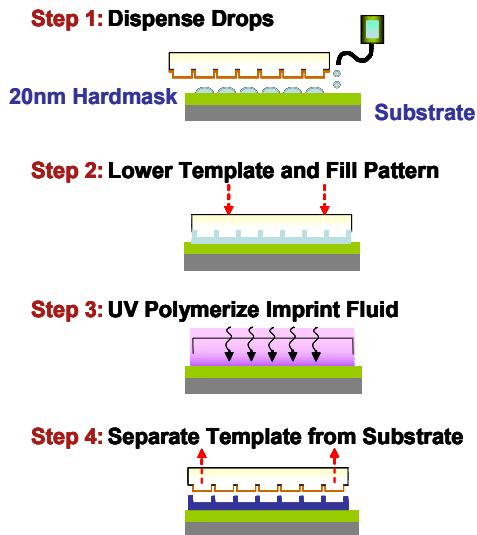 Step 1: Dispense Drops
20nm Hardmask
Substrate
Step 2: Lower Template and Fill Pattern
Step 3: UV Polymerize Imprint Fluid
Step 4: Separate Template from Substrate